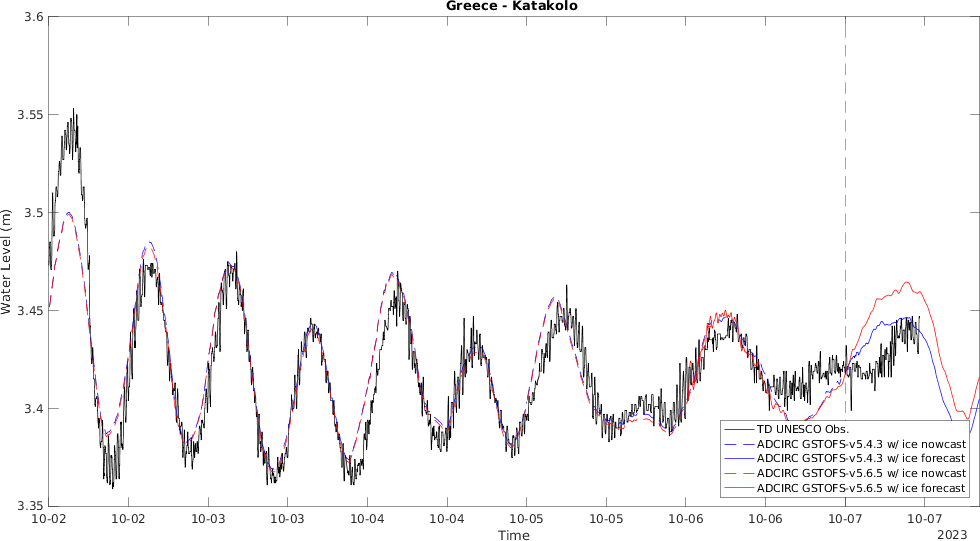 Greece - Katakolo
3.6
3.55
3.5
3.45
3.4
3.35
Water Level (m)
10-02 10-02 10-03 10-03 10-04 10-04 10-05 10-05 10-06 10-06 10-07 10-07
Time
2023
TD UNESCO Obs.
ADCIRC GSTOFS-v5.4.3 w/ ice nowcast
ADCIRC GSTOFS-v5.4.3 w/ ice forecast
ADCIRC GSTOFS-v5.6.5 w/ ice nowcast
ADCIRC GSTOFS-v5.6.5 w/ ice forecast